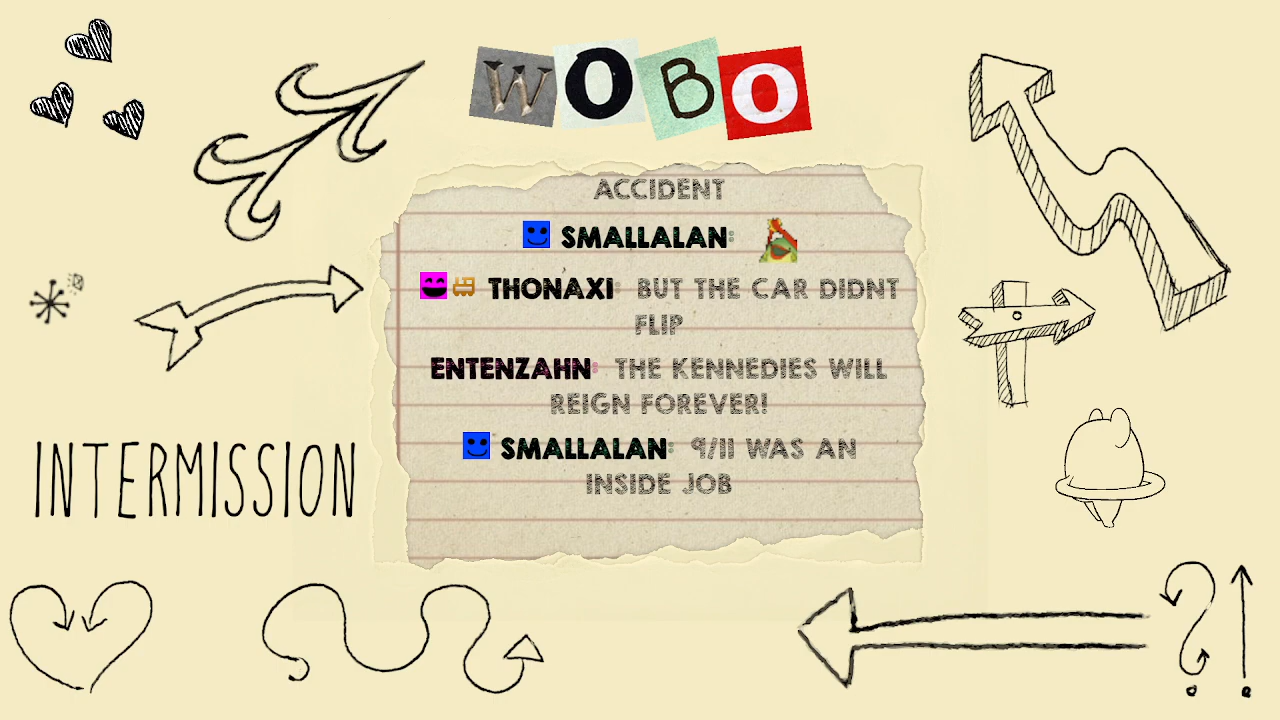 WOBO
ACCIDENT
SMALLALAN:
THONAXI: BUT THE CAR DIDNT
FLIP
ENTENZAHN: THE KENNEDIES WILL
REIGN FOREVER!
SMALLALAN: 9/11 WAS AN
INSIDE JOB
INTERMISSION
?!